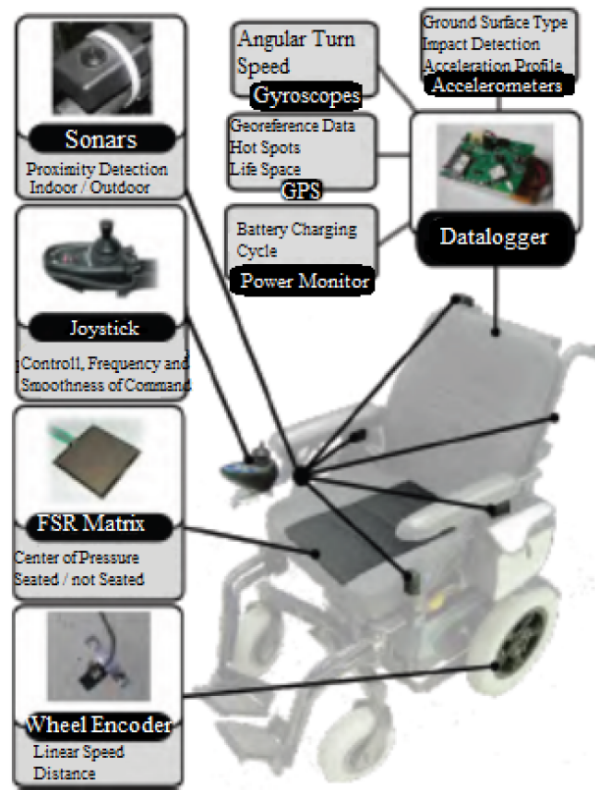 Sonars
Proximity Detection
Indoor / Outdoor
Joystick
Controll, Frequency and
Smoothness of Command
FSR Matrix
Center of Pressure
Seated / not Seated
Wheel Encoder
Linear Speed
Distance
Angular Turn
Speed
Gyroscopes
Georeference Data
Hot Spots
Life Space
GPS
Battery Charging
Cycle
Power Monitor
Ground Surface Type
Impact Detection
Acceleration Profile
Accelerometers
Datalogger